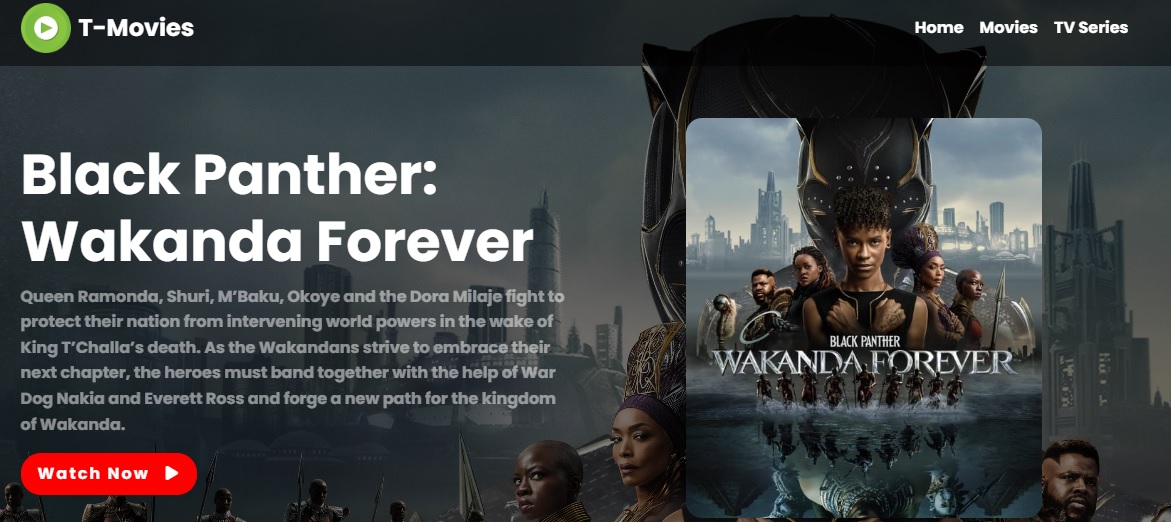 T-Movies
Home Movies TV Series
Black Panther:
Wakanda Forever
Queen Ramonda, Shuri, M’Baku, Okoye and the Dora Milaje fight to
protect their nation from intervening world powers in the wake of
King T’Challa’s death. As the Wakandans strive to embrace their
next chapter, the heroes must band together with the help of War
Dog Nakia and Everett Ross and forge a new path for the kingdom
of Wakanda.
Watch Now
BLACK PANTHER
WAKANDA FOREVER